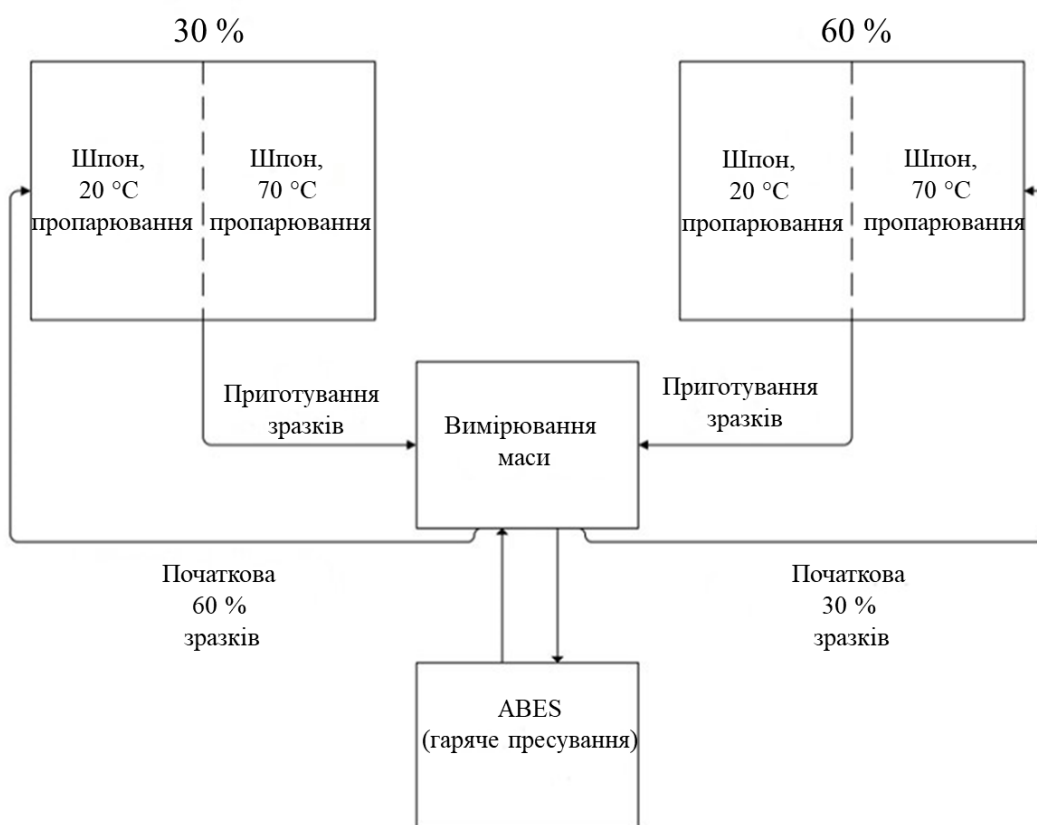 30 %
60 %
Шпон,
20 °C
пропарювання
Шпон,
70 °C
пропарювання
Шпон,
20 °C
пропарювання
Шпон,
70 °C
пропарювання
Приготування
зразків
Вимірювання
маси
Приготування
зразків
Початкова
60 %
зразків
Початкова
30 %
зразків
ABES
(гаряче пресування)